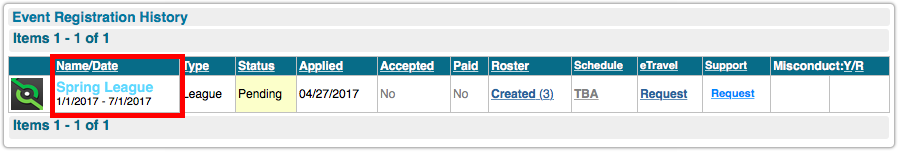 Event Registration History
Items 1 - 1 of 1
Name/Date Type Status Applied Accepted Paid Roster Schedule eTravel Support Misconduct:Y/R
Spring League
1/1/2017 - 7/1/2017 League Pending 04/27/2017 No No Created (3) TBA Request Request
Items 1 - 1 of 1